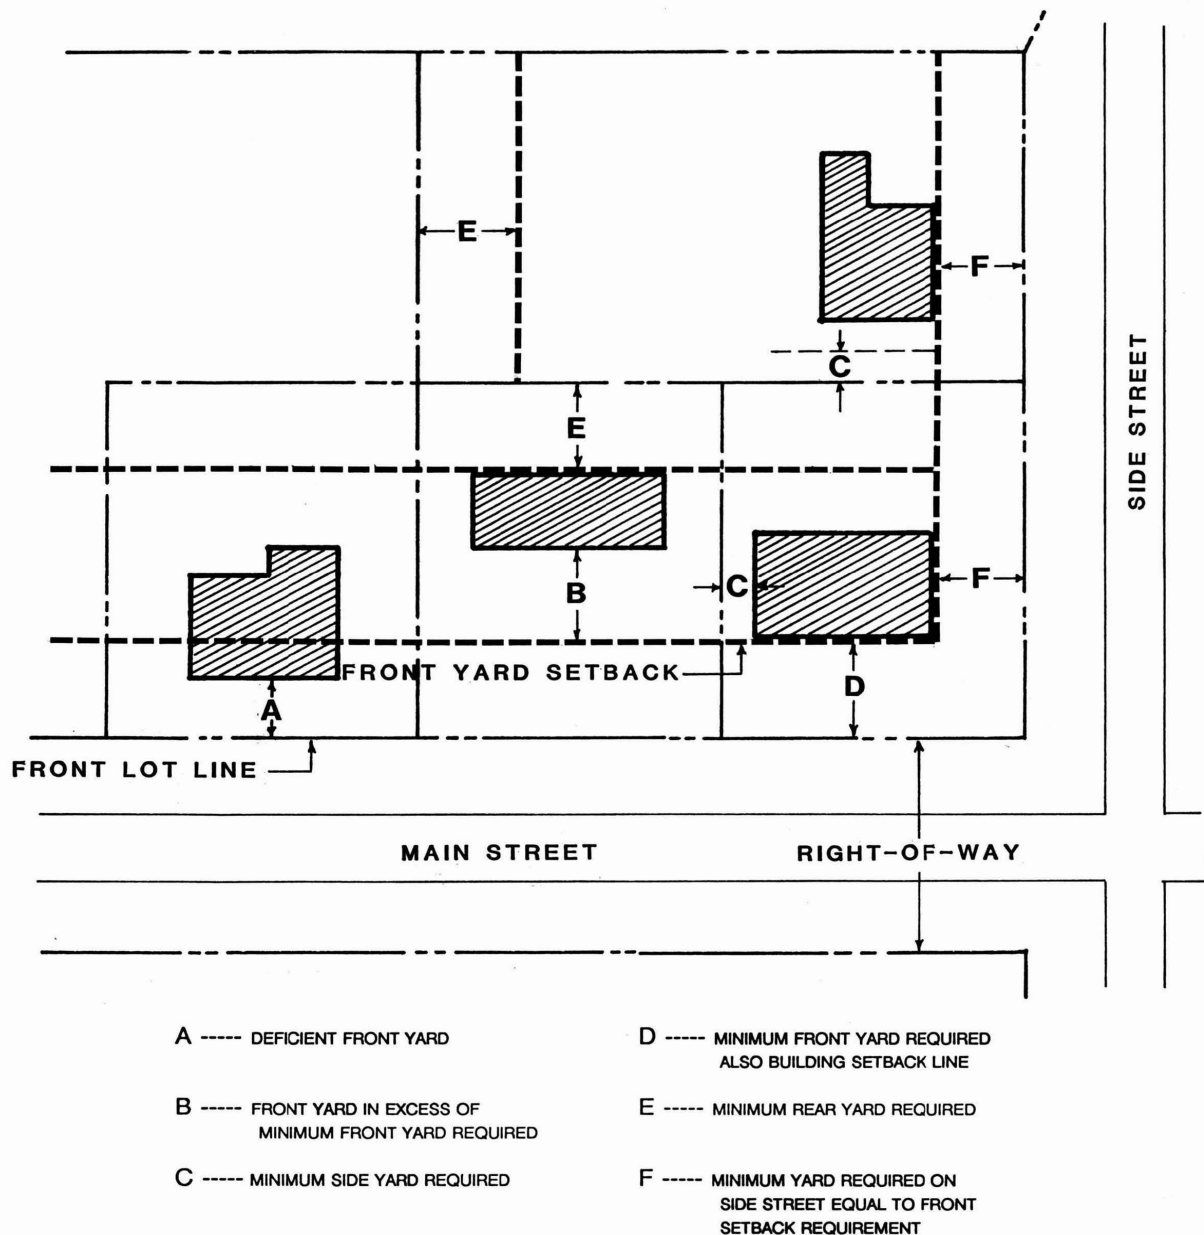 E
F
C
SIDE STREET
E
B
C
F
FRONT YARD SETBACK
A
D
FRONT LOT LINE
MAIN STREET
RIGHT-OF-WAY
A ----- DEFICIENT FRONT YARD
B ----- FRONT YARD IN EXCESS OF
MINIMUM FRONT YARD REQUIRED
C ----- MINIMUM SIDE YARD REQUIRED
D ----- MINIMUM FRONT YARD REQUIRED
ALSO BUILDING SETBACK LINE
E ----- MINIMUM REAR YARD REQUIRED
F ----- MINIMUM YARD REQUIRED ON
SIDE STREET EQUAL TO FRONT
SETBACK REQUIREMENT